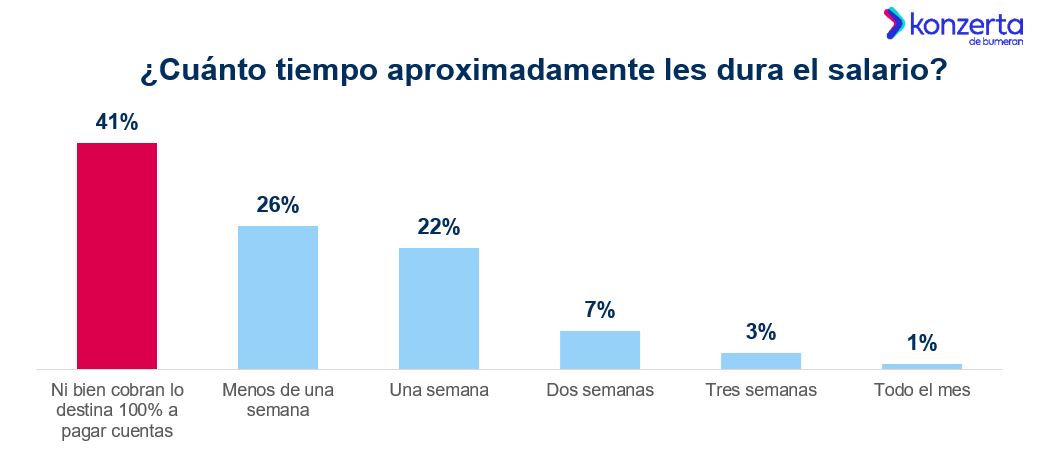 konzerta
de bumeran
¿Cuánto tiempo aproximadamente les dura el salario?
41%
26%
22%
7%
3%
1%
Ni bien cobran lo
destina 100% a
pagar cuentas
Menos de una
semana
Una semana
Dos semanas
Tres semanas
Todo el mes